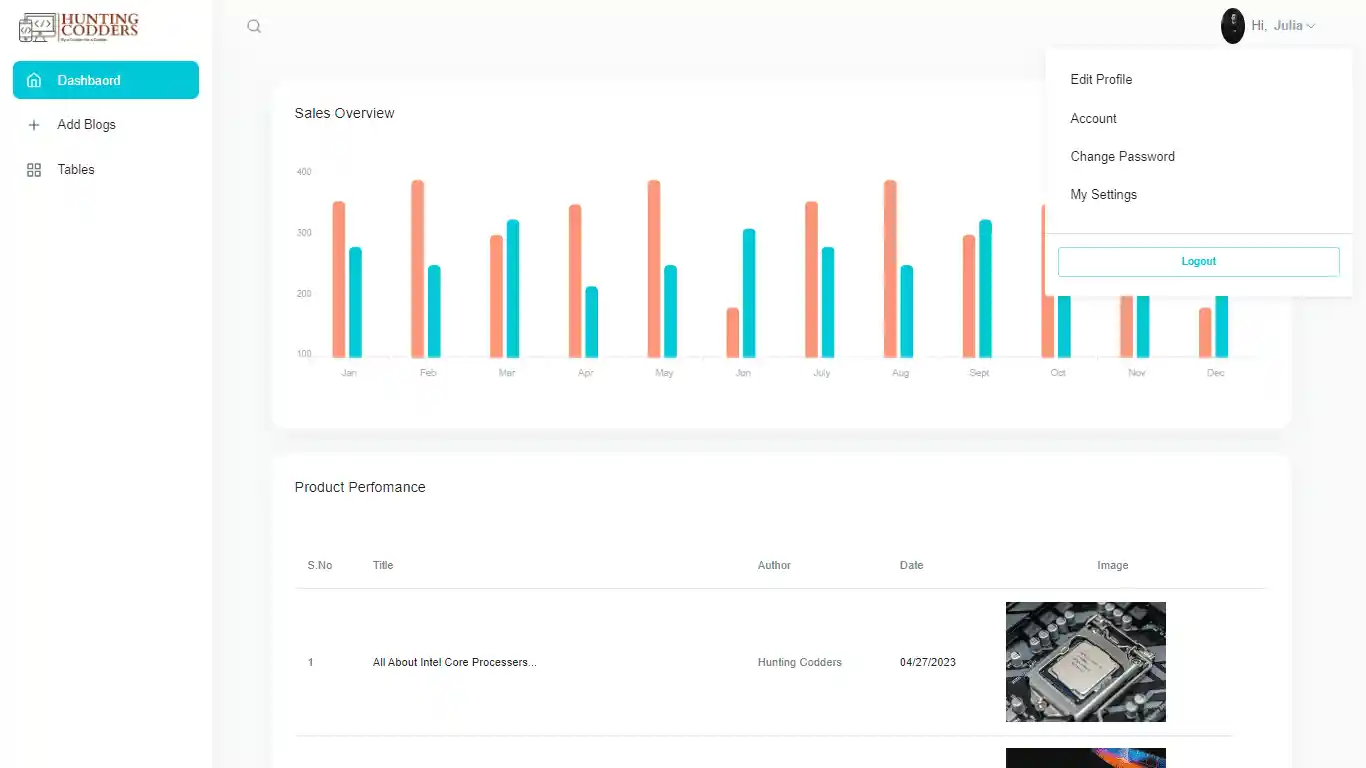 HUNTING
CODDERS
Hi, Julia
Dashbaord
Add Blogs
Tables
Edit Profile
Account
Change Password
My Settings
Logout
Sales Overview
400
300
200
100
Jan Feb Mar Apr May Jun July Aug Sept Oct Nov Dec
Product Perfomance
S.No Title Author Date Image
1 All About Intel Core Processers... Hunting Codders 04/27/2023